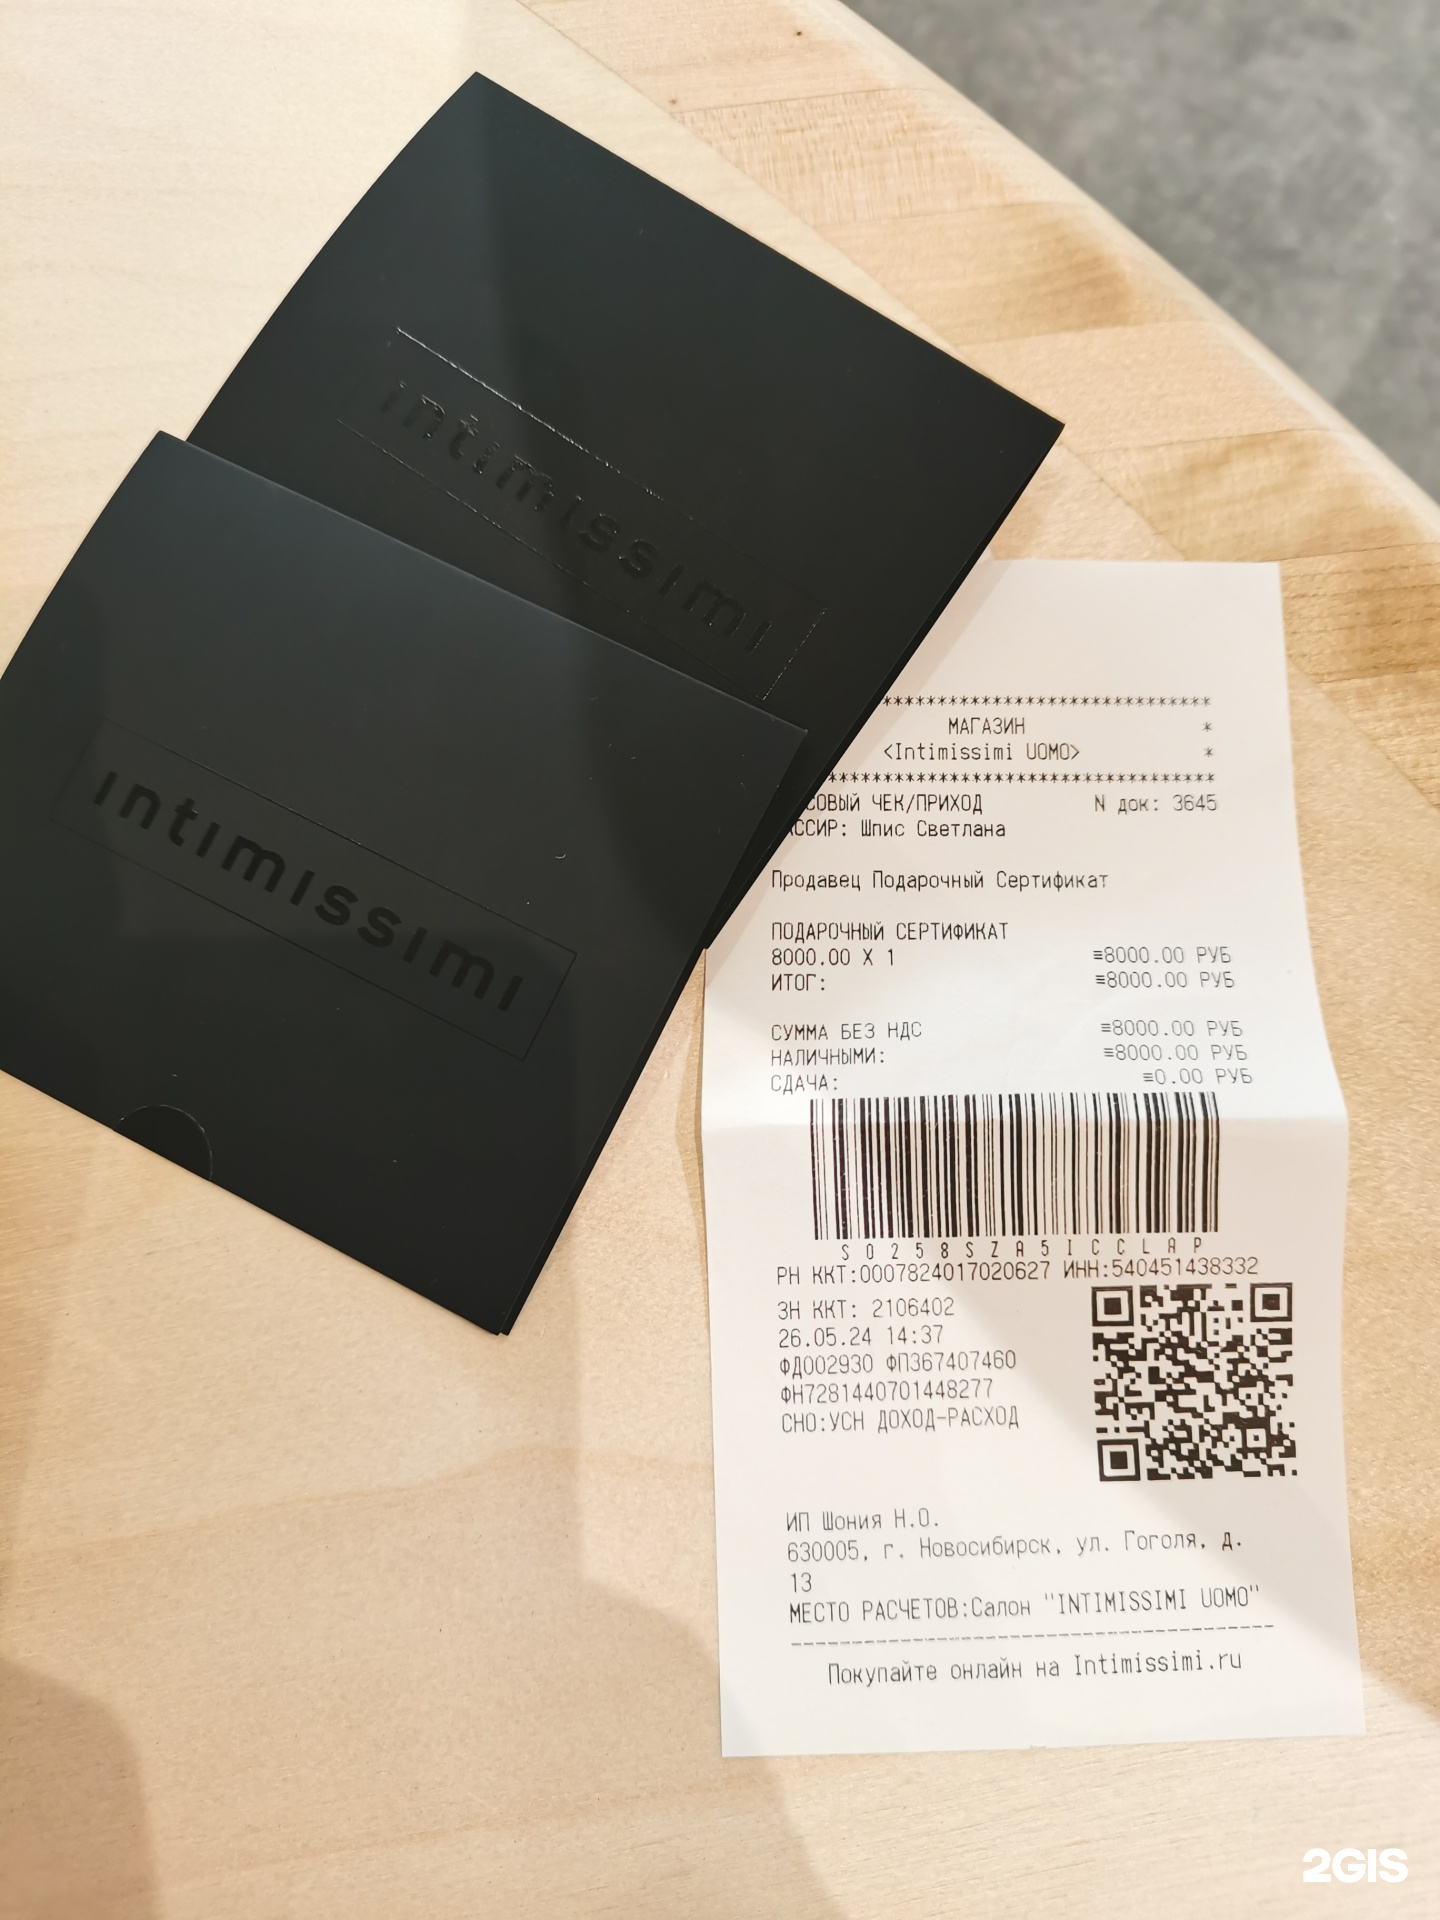 intimissimi
intimissimi
*******************************
МАГАЗИН *
<Intimissimi UOMO> *
*******************************
СОВЫЙ ЧЕК/ПРИХОД N док: 3645
АССИР: Шпис Светлана
Продавец Подарочный Сертификат
ПОДАРОЧНЫЙ СЕРТИФИКАТ
8000.00 X 1 ≡8000.00 РУБ
ИТОГ: ≡8000.00 РУБ
СУММА БЕЗ НДС ≡8000.00 РУБ
НАЛИЧНЫМИ: ≡8000.00 РУБ
СДАЧА: ≡0.00 РУБ
S0258SZA5ICCLAP
РН ККТ:0007824017020627 ИНН:540451438332
ЗН ККТ: 2106402
26.05.24 14:37
ФД002930 ФП367407460
ФН7281440701448277
СНО:УСН ДОХОД-РАСХОД
ИП Шония Н.О.
630005, г. Новосибирск, ул. Гоголя, д.
13
МЕСТО РАСЧЕТОВ:Салон "INTIMISSIMI UOMO"
----------------------------------------
Покупайте онлайн на Intimissimi.ru
2GIS